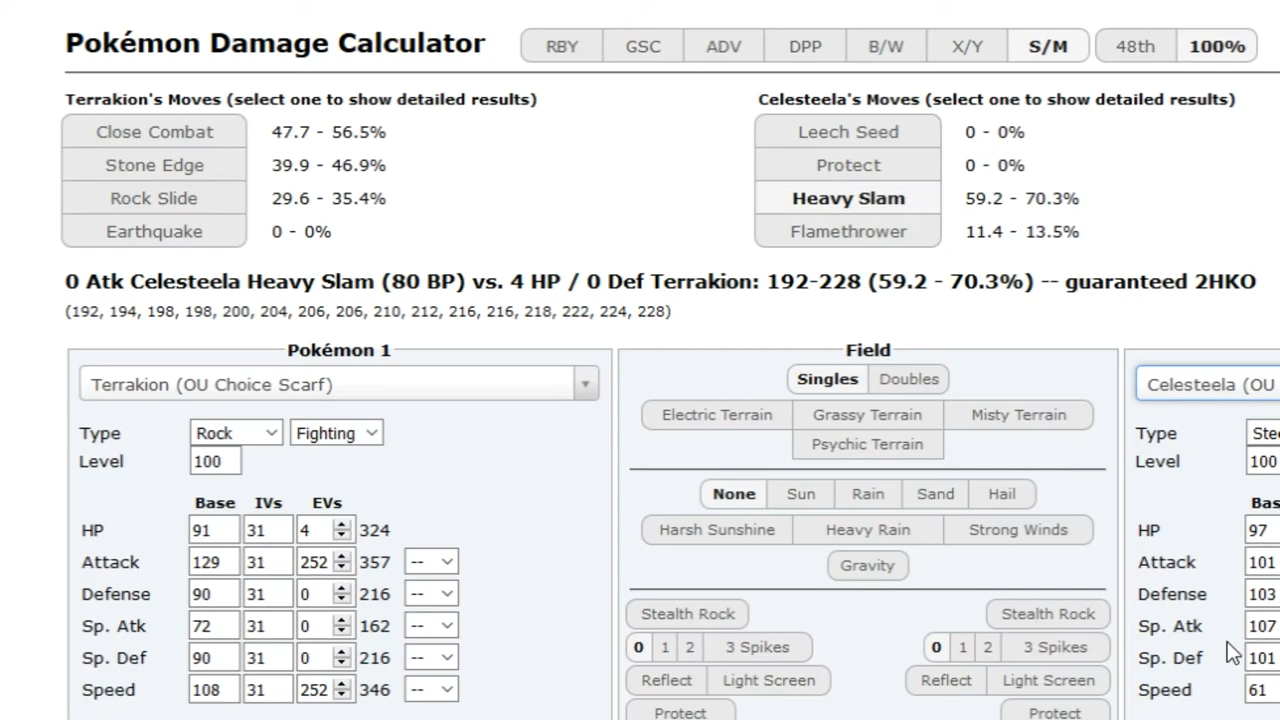 Pokémon Damage Calculator RBY GSC ADV DPP B/W X/Y S/M 48th 100%
Terrakion's Moves (select one to show detailed results) Celesteela's Moves (select one to show detailed results)
Close Combat 47.7 - 56.5% Leech Seed 0 - 0%
Stone Edge 39.9 - 46.9% Protect 0 - 0%
Rock Slide 29.6 - 35.4% Heavy Slam 59.2 - 70.3%
Earthquake 0 - 0% Flamethrower 11.4 - 13.5%
0 Atk Celesteela Heavy Slam (80 BP) vs. 4 HP / 0 Def Terrakion: 192-228 (59.2 - 70.3%) -- guaranteed 2HKO
(192, 194, 198, 198, 200, 204, 206, 206, 210, 212, 216, 216, 218, 222, 224, 228)
Pokémon 1 Field
Terrakion (OU Choice Scarf) Singles Doubles Celesteela (OU
Electric Terrain Grassy Terrain Misty Terrain
Type Rock Fighting Psychic Terrain Type Stee
Level 100 Level 100
Base IVs EVs None Sun Rain Sand Hail Bas
HP 91 31 4 324 Harsh Sunshine Heavy Rain Strong Winds HP 97
Attack 129 31 252 357 -- Gravity Attack 101
Defense 90 31 0 216 -- Defense 103
Sp. Atk 72 31 0 162 -- Stealth Rock Stealth Rock Sp. Atk 107
0 1 2 3 Spikes 0 1 2 3 Spikes
Sp. Def 90 31 0 216 -- Sp. Def 101
Speed 108 31 252 346 -- Reflect Light Screen Reflect Light Screen Speed 61
Protect Protect